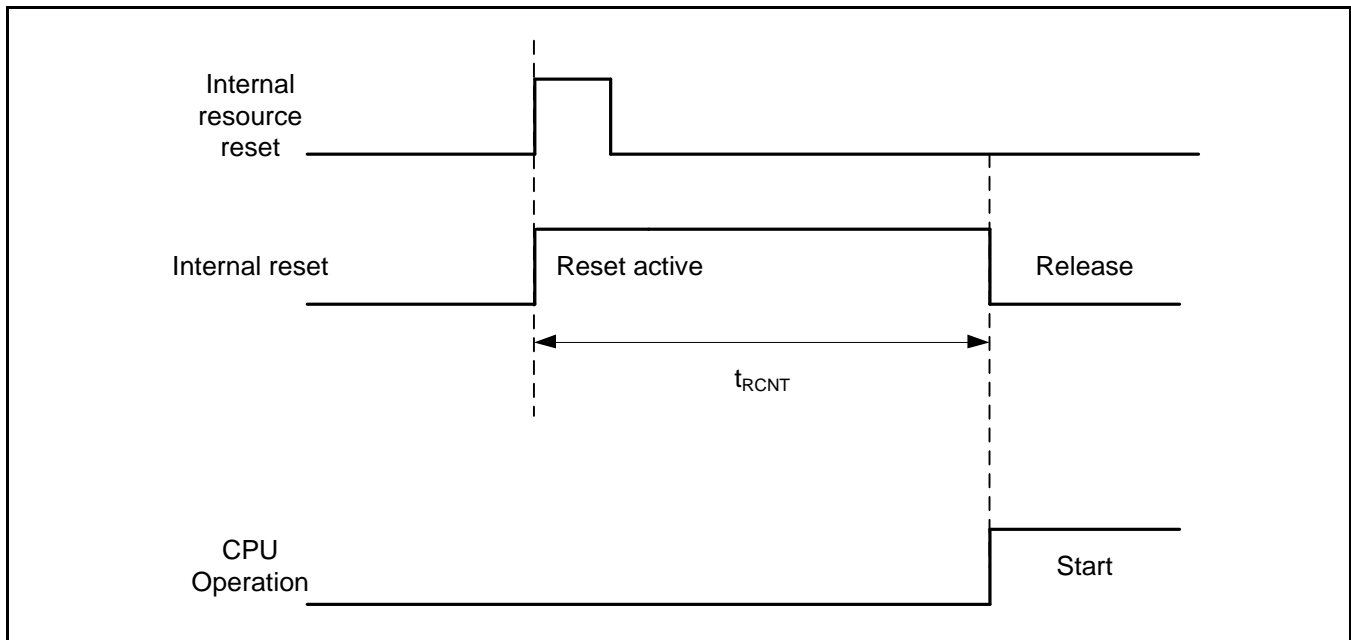 Internal
resource
reset
Internal reset
Reset active
Release
tRCNT
CPU
Operation
Start